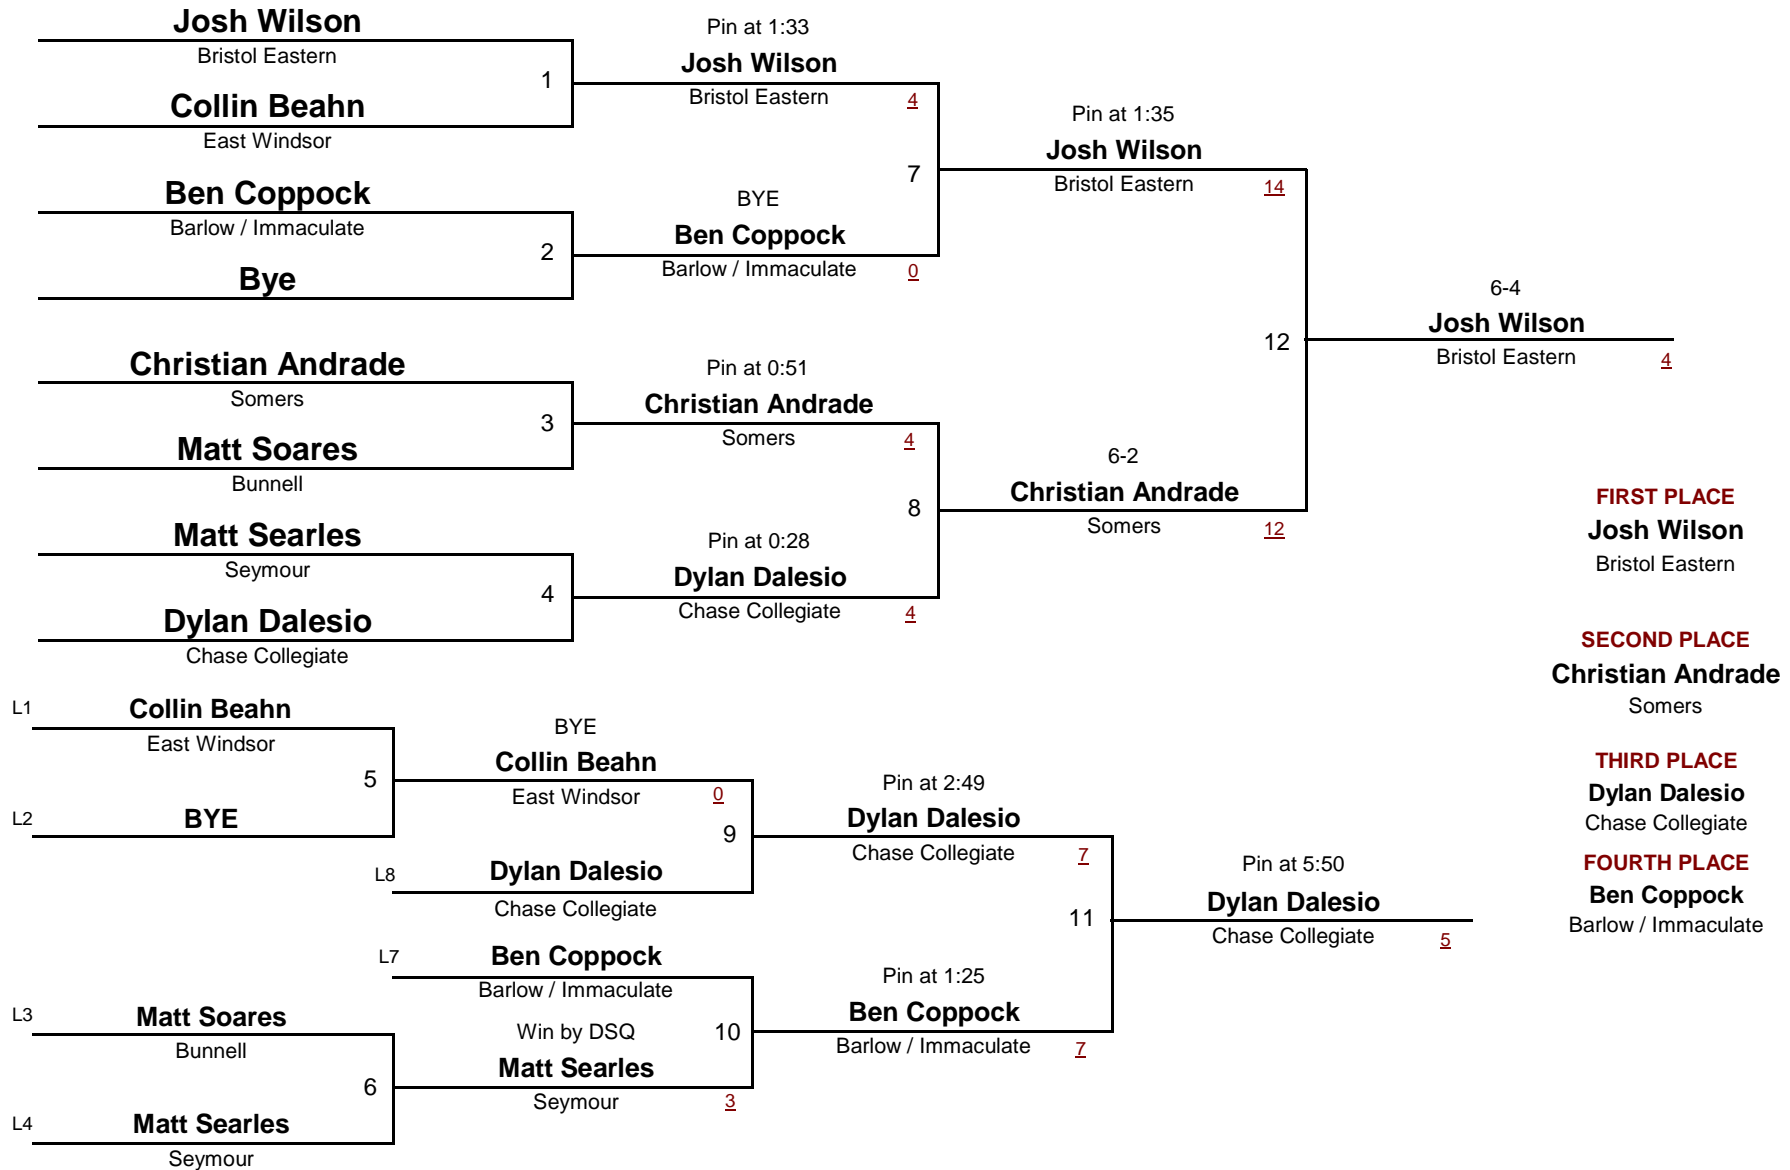 Josh Wilson
Bristol Eastern
1
Collin Beahn
East Windsor
Ben Coppock
Barlow / Immaculate
2
Bye
Christian Andrade
Somers
3
Matt Soares
Bunnell
Matt Searles
Seymour
4
Dylan Dalesio
Chase Collegiate
Pin at 1:33
Josh Wilson
Bristol Eastern
4
7
BYE
Ben Coppock
Barlow / Immaculate
0
Pin at 0:51
Christian Andrade
Somers
4
8
Pin at 0:28
Dylan Dalesio
Chase Collegiate
4
Pin at 1:35
Josh Wilson
Bristol Eastern
14
12
6-2
Christian Andrade
Somers
12
6-4
Josh Wilson
Bristol Eastern
4
FIRST PLACE
Josh Wilson
Bristol Eastern
SECOND PLACE
Christian Andrade
Somers
THIRD PLACE
Dylan Dalesio
Chase Collegiate
FOURTH PLACE
Ben Coppock
Barlow / Immaculate
L1
Collin Beahn
East Windsor
5
L2
BYE
BYE
Collin Beahn
East Windsor
0
9
L8
Dylan Dalesio
Chase Collegiate
L7
Ben Coppock
Barlow / Immaculate
10
L3
Matt Soares
Bunnell
6
L4
Matt Searles
Seymour
Win by DSQ
Matt Searles
Seymour
3
Pin at 2:49
Dylan Dalesio
Chase Collegiate
7
11
Pin at 1:25
Ben Coppock
Barlow / Immaculate
7
Pin at 5:50
Dylan Dalesio
Chase Collegiate
5